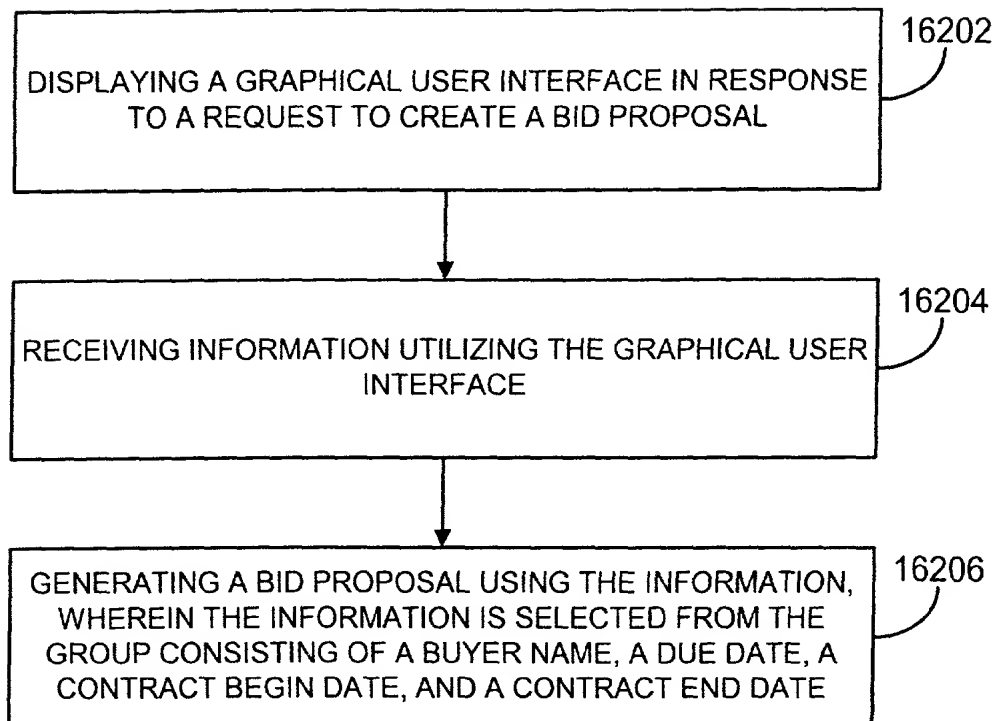 16202
DISPLAYING A GRAPHICAL USER INTERFACE IN RESPONSE
TO A REQUEST TO CREATE A BID PROPOSAL
16204
RECEIVING INFORMATION UTILIZING THE GRAPHICAL USER
INTERFACE
16206
GENERATING A BID PROPOSAL USING THE INFORMATION,
WHEREIN THE INFORMATION IS SELECTED FROM THE
GROUP CONSISTING OF A BUYER NAME, A DUE DATE, A
CONTRACT BEGIN DATE, AND A CONTRACT END DATE